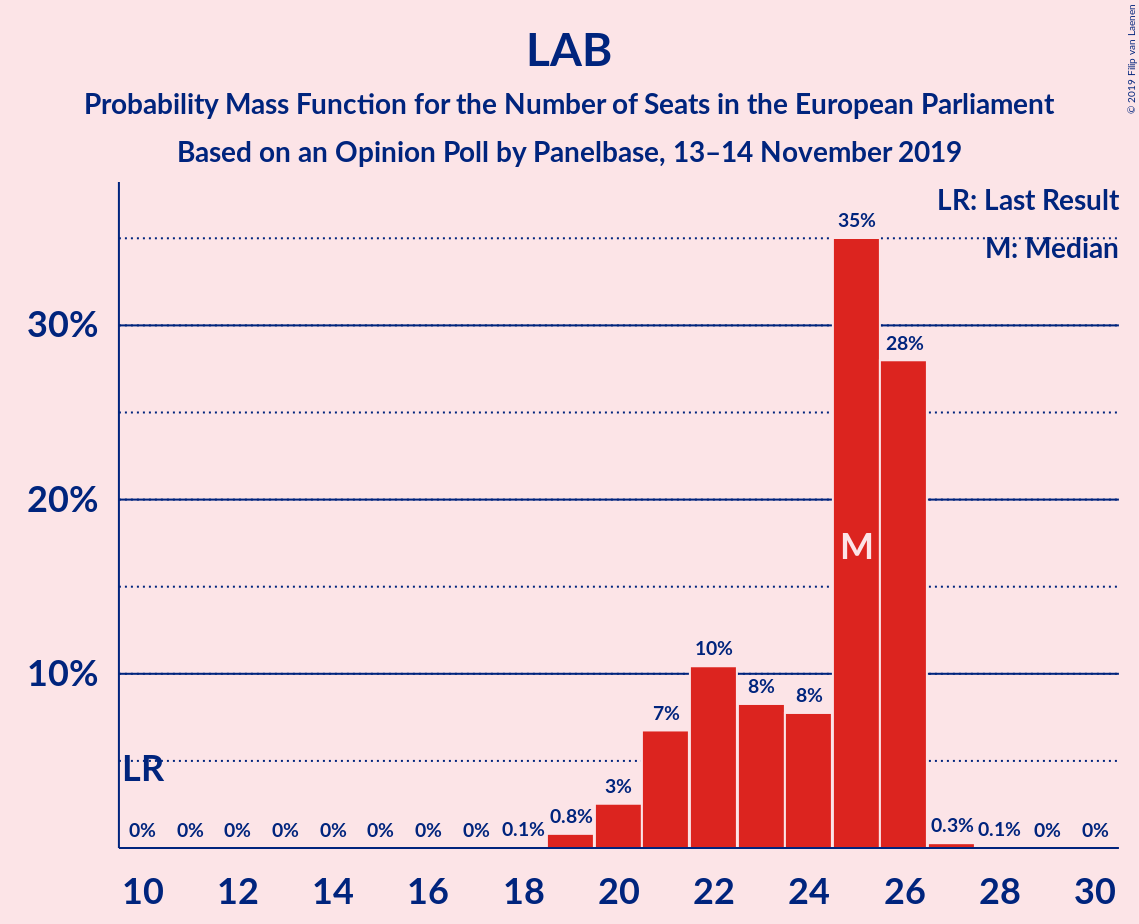 © 2019 Filip van Laenen
LAB
Probability Mass Function for the Number of Seats in the European Parliament
Based on an Opinion Poll by Panelbase, 13–14 November 2019
LR: Last Result
M: Median
35%
30%
28%
20%
M
10%
10%
8%
8%
7%
LR
3%
0% 0% 0% 0% 0% 0% 0% 0% 0.1% 0.8% 0.3% 0.1% 0% 0%
10 12 14 16 18 20 22 24 26 28 30